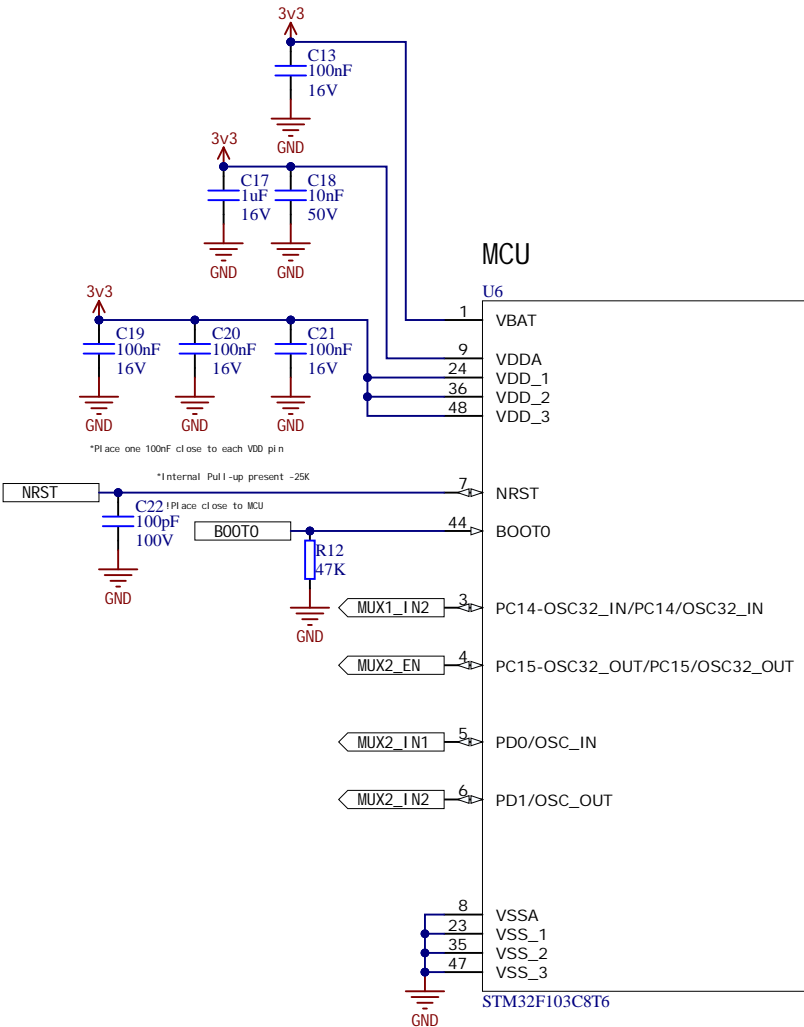 3v3
C13
100nF
16V
GND
3v3
C17
1uF
16V
C18
10nF
50V
GND
GND
MCU
U6
3v3
C19
100nF
16V
C20
100nF
16V
C21
100nF
16V
GND
GND
GND
*Place one 100nF close to each VDD pin
1 VBAT
9 VDDA
24 VDD_1
36 VDD_2
48 VDD_3
*Internal Pull-up present -25K
NRST
7 NRST
C22 !Place close to MCU
100pF
100V
GND
BOOT0
44 BOOT0
R12
47K
GND
MUX1_IN2 3 PC14-OSC32_IN/PC14/OSC32_IN
MUX2_EN 4 PC15-OSC32_OUT/PC15/OSC32_OUT
MUX2_IN1 5 PD0/OSC_IN
MUX2_IN2 6 PD1/OSC_OUT
8 VSSA
23 VSS_1
35 VSS_2
47 VSS_3
GND
STM32F103C8T6